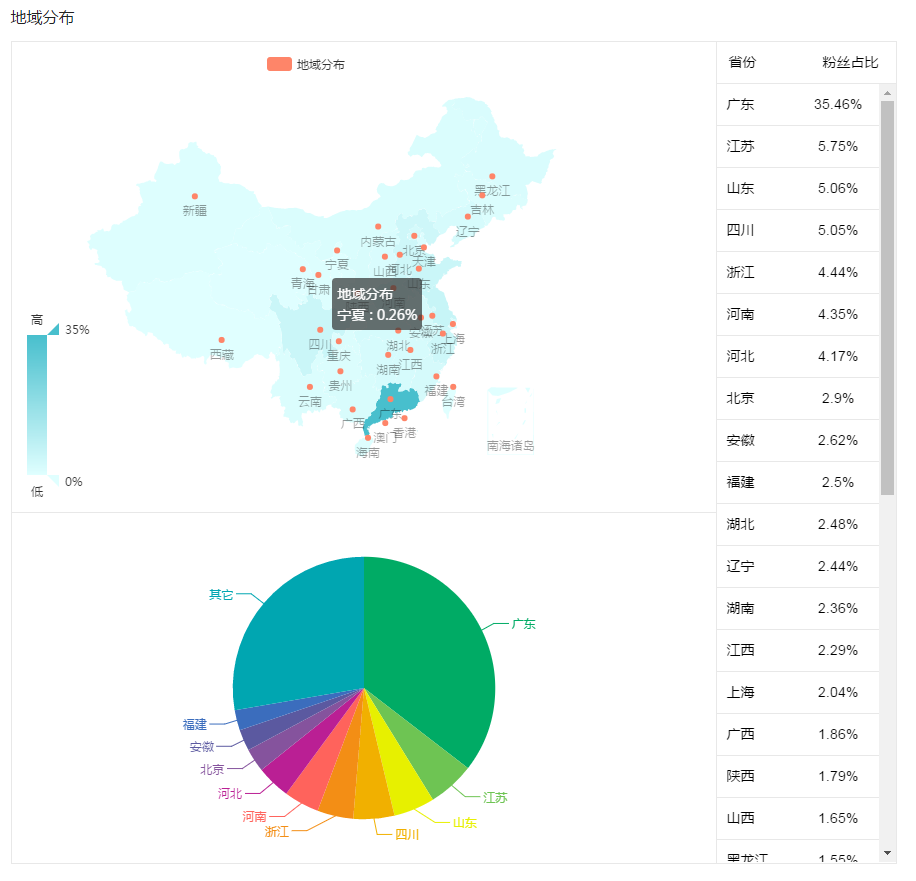 地域分布
地域分布
黑龙江
新疆
吉林
辽宁
内蒙古
北京
天津
宁夏
山西
河北
青海
甘肃
山东
地域分布
宁夏 : 0.26%
高
35%
安徽
江苏
上海
四川
重庆
湖北
浙江
西藏
湖南
江西
贵州
福建
云南
台湾
广西
广东
香港
澳门
海南
南海诸岛
0%
低
其它
广东
福建
安徽
北京
河北
河南
浙江
四川
山东
江苏
省份 粉丝占比
广东 35.46%
江苏 5.75%
山东 5.06%
四川 5.05%
浙江 4.44%
河南 4.35%
河北 4.17%
北京 2.9%
安徽 2.62%
福建 2.5%
湖北 2.48%
辽宁 2.44%
湖南 2.36%
江西 2.29%
上海 2.04%
广西 1.86%
陕西 1.79%
山西 1.65%
黑龙江 1.55%